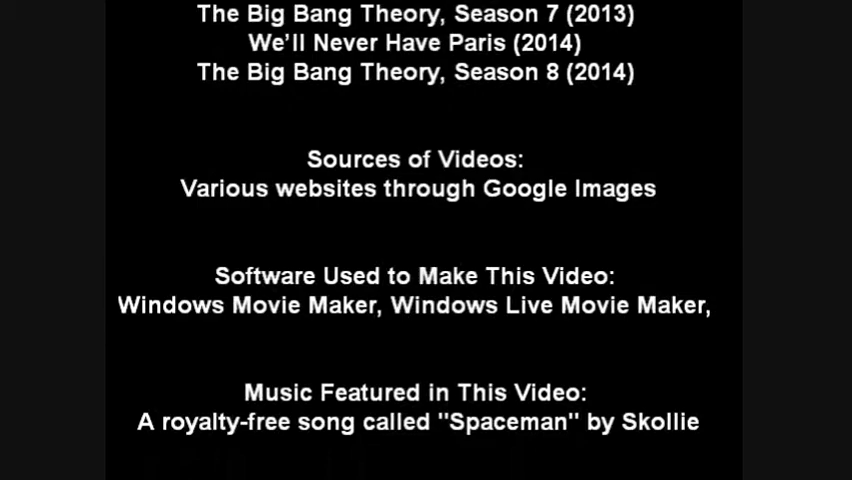 The Big Bang Theory, Season 7 (2013)
We’ll Never Have Paris (2014)
The Big Bang Theory, Season 8 (2014)
Sources of Videos:
Various websites through Google Images
Software Used to Make This Video:
Windows Movie Maker, Windows Live Movie Maker,
Music Featured in This Video:
A royalty-free song called "Spaceman" by Skollie